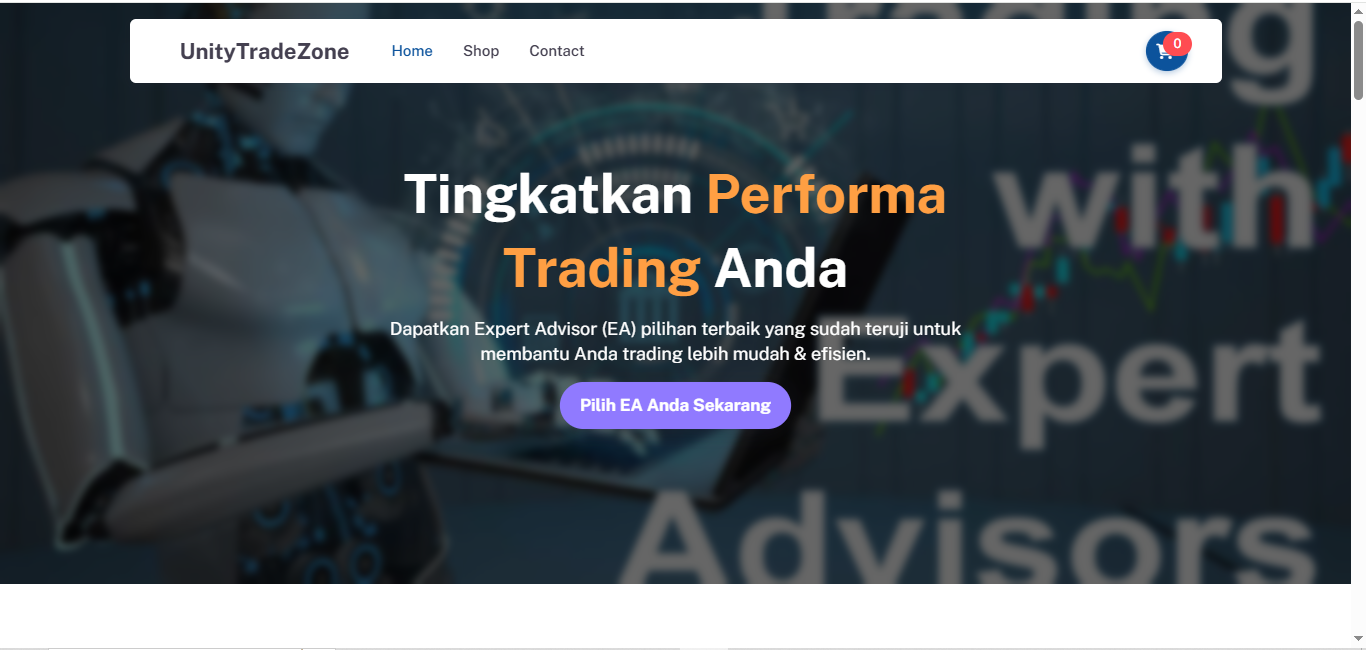 Trading
UnityTradeZone Home Shop Contact 0
with
Tingkatkan Performa
Trading Anda
Dapatkan Expert Advisor (EA) pilihan terbaik yang sudah teruji untuk
membantu Anda trading lebih mudah & efisien.
Expert
Pilih EA Anda Sekarang
Advisors